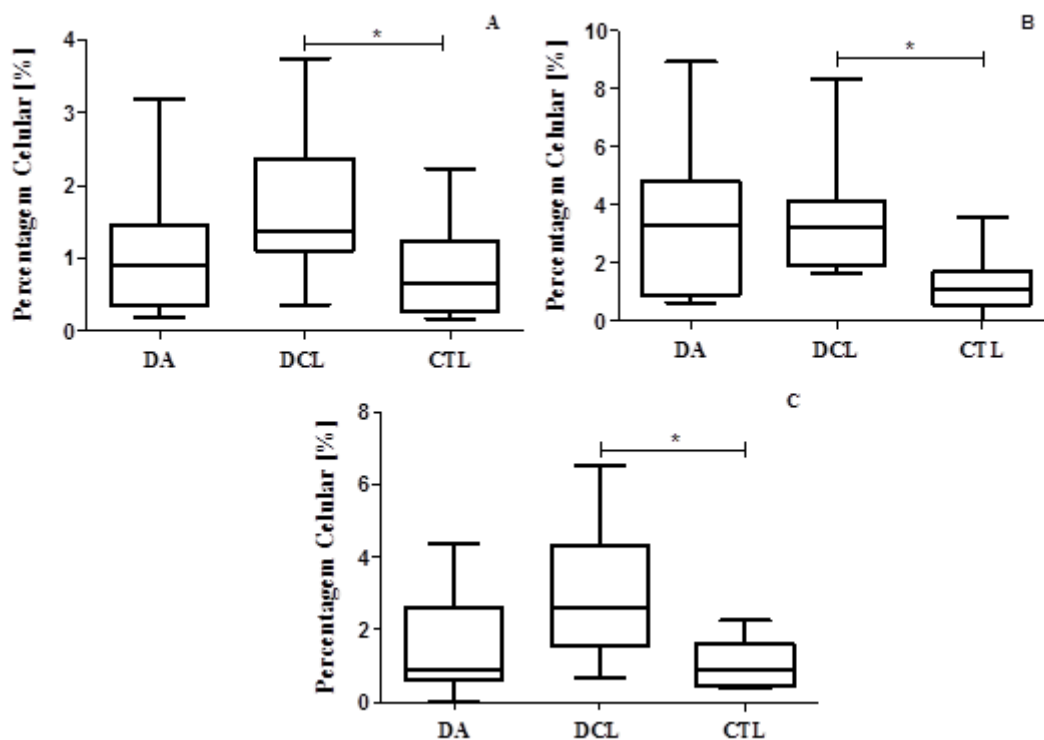 A
*
Percentagem Celular [%]
4
3
2
1
0
DA DCL CTL
B
*
Percentagem Celular [%]
10
8
6
4
2
0
DA DCL CTL
C
*
Percentagem Celular [%]
8
6
4
2
0
DA DCL CTL